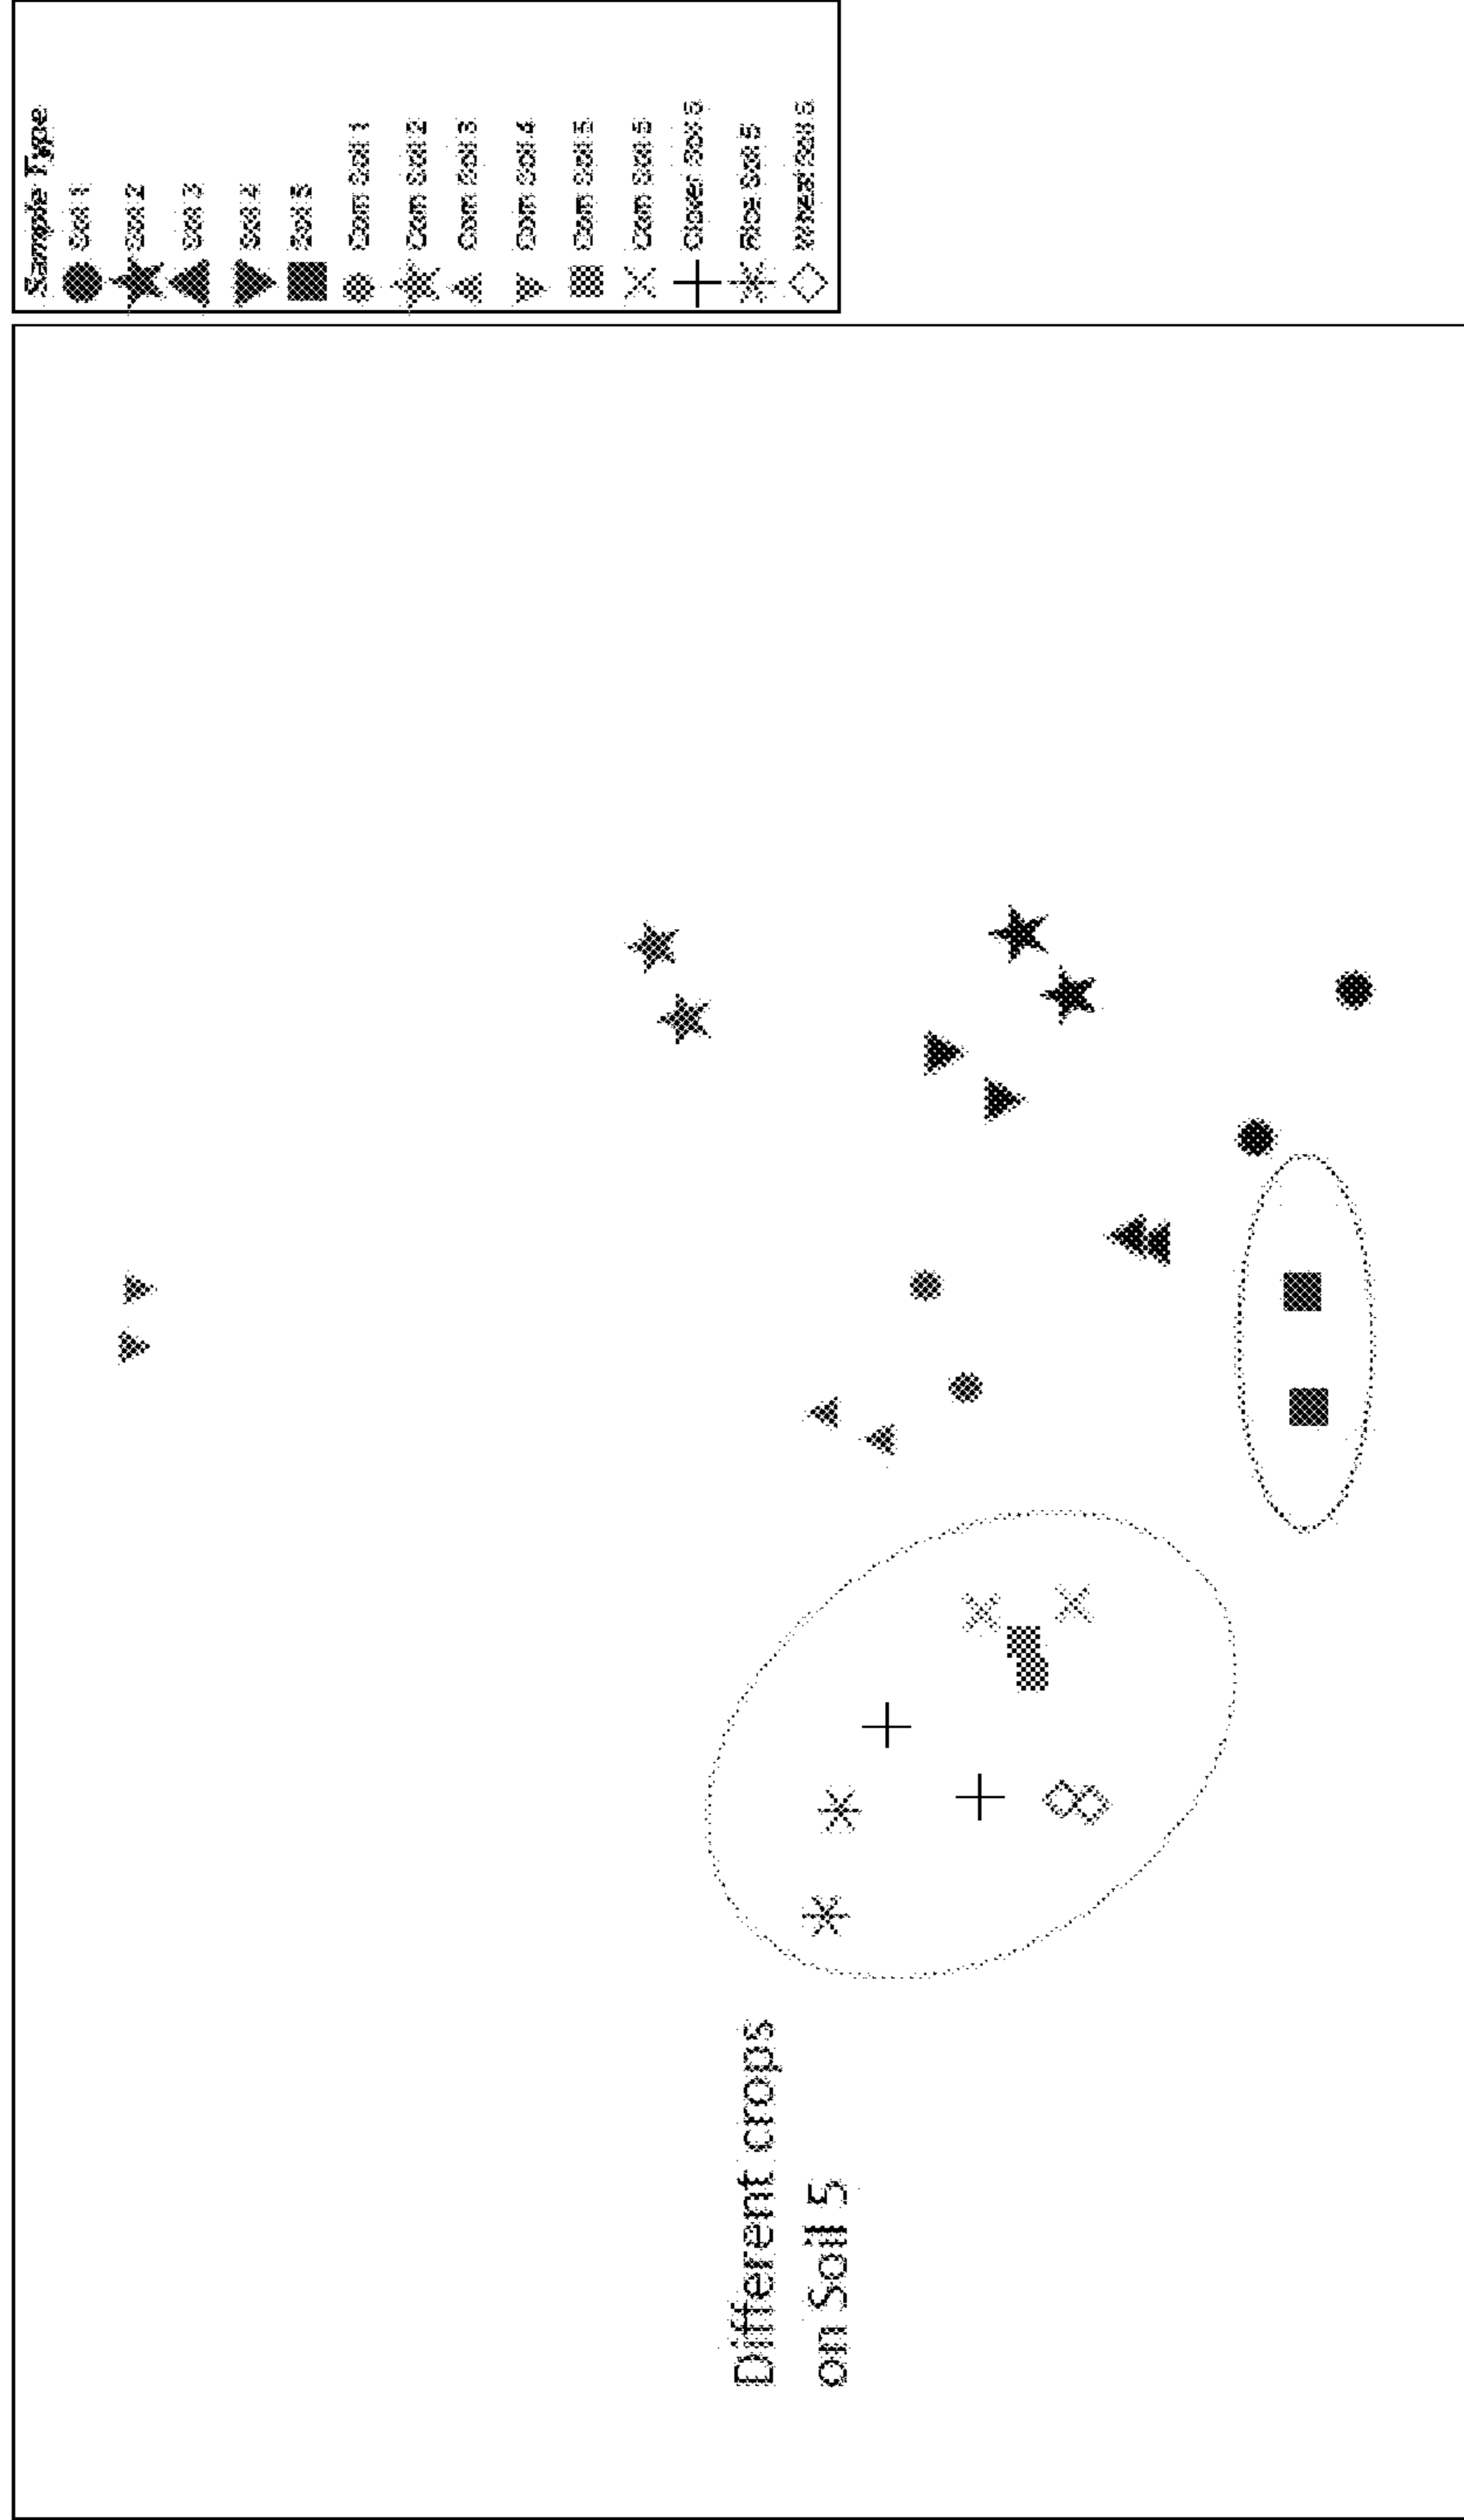 Sample Type
Soil 1
Soil 2
Soil 3
Soil 4
Soil 5
Corn Soil 1
Corn Soil 2
Corn Soil 3
Corn Soil 4
Corn Soil 5
Corn Soil 5
Clover Soil 5
Rice Soil 5
Wheat Soil 5
Different crops
on Soil 5